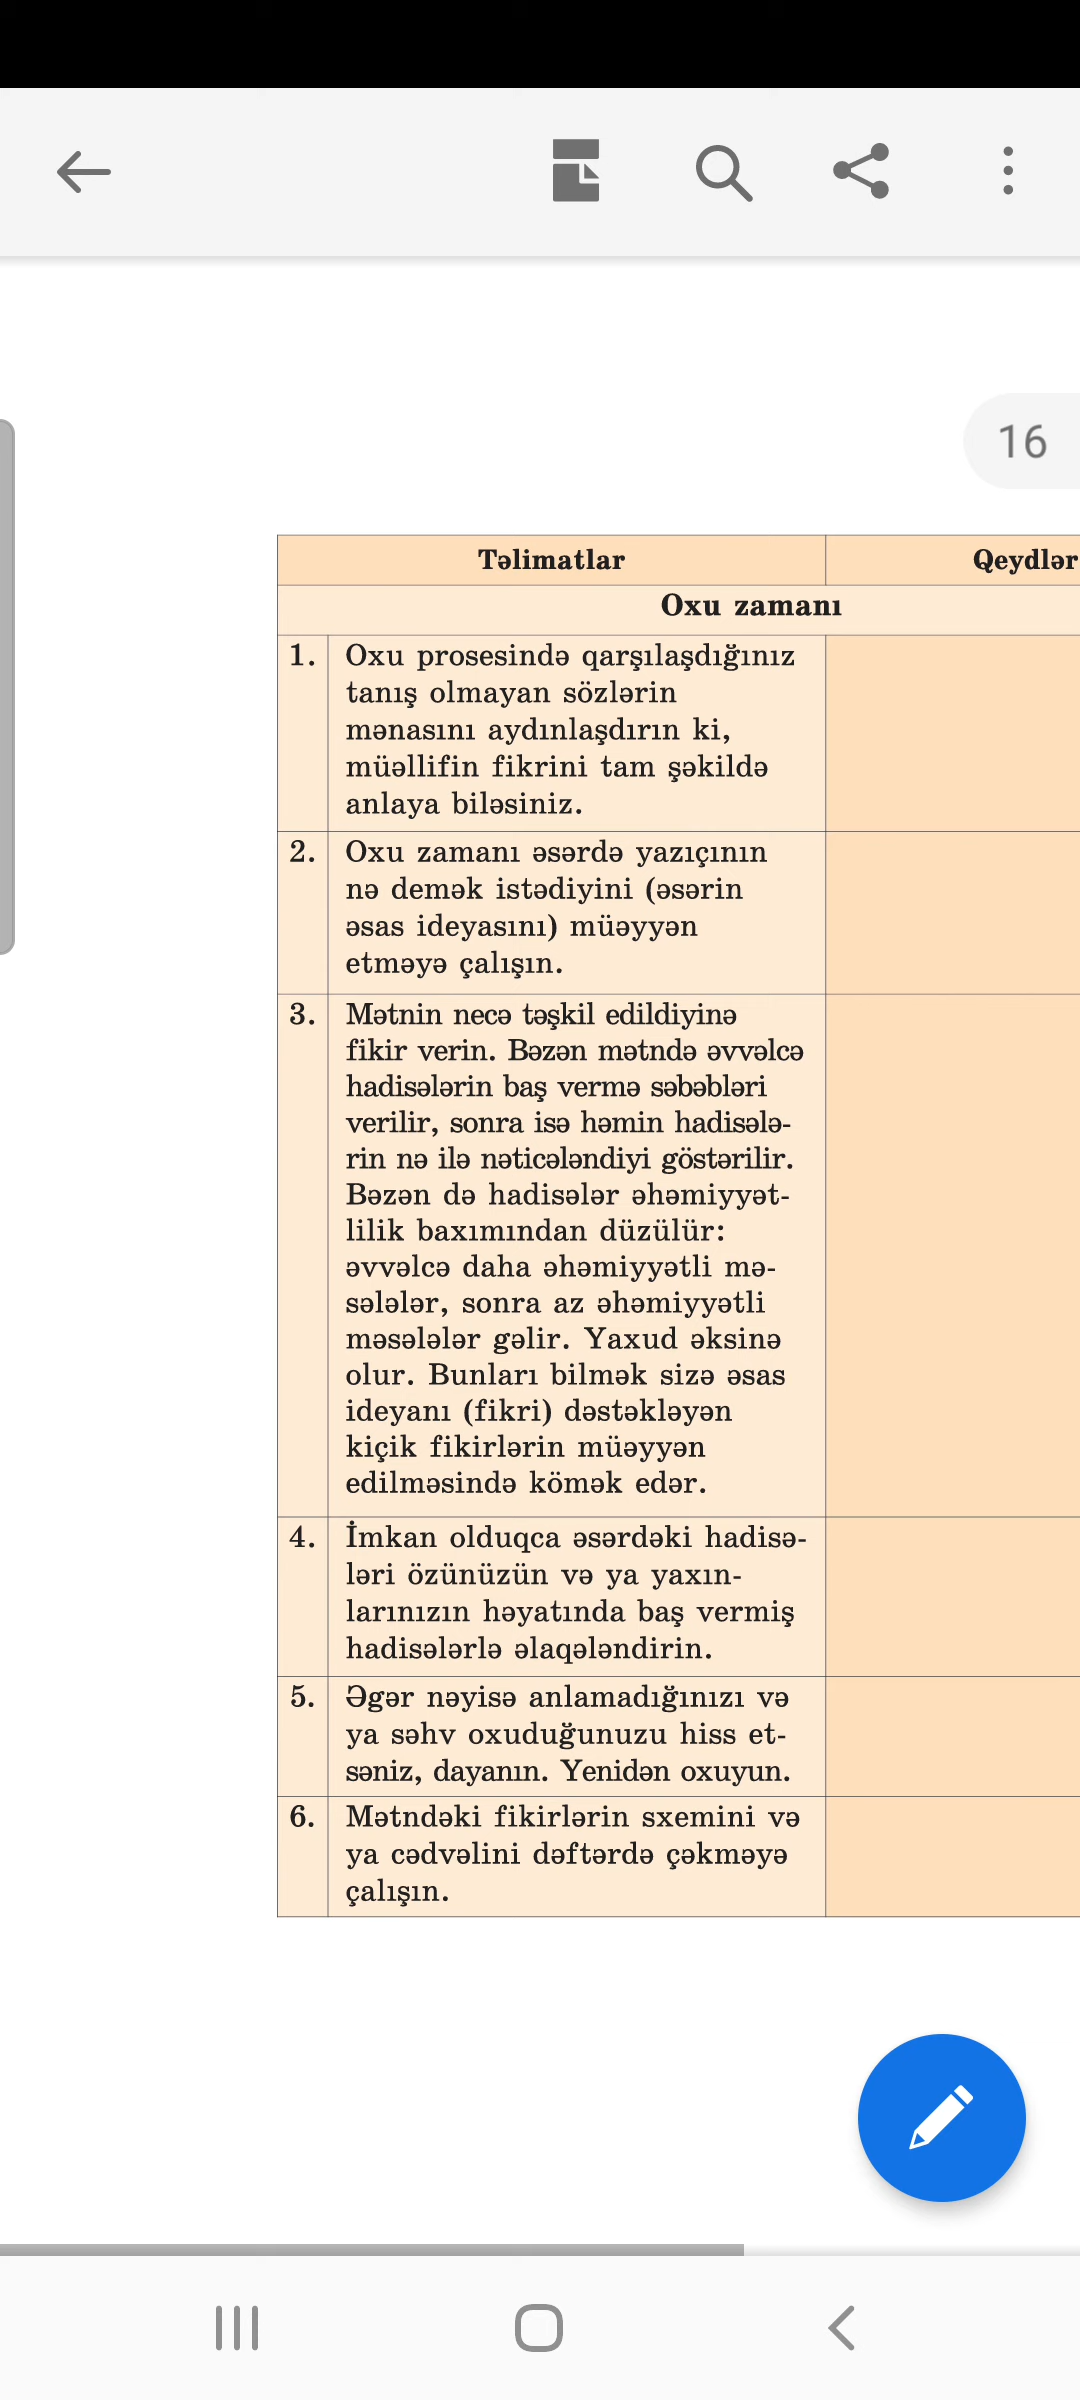 16
Təlimatlar Qeydlər
Oxu zamanı
1. Oxu prosesində qarşılaşdığınız
tanış olmayan sözlərin
mənasını aydınlaşdırın ki,
müəllifin fikrini tam şəkildə
anlaya biləsiniz.
2. Oxu zamanı əsərdə yazıçının
nə demək istədiyini (əsərin
əsas ideyasını) müəyyən
etməyə çalışın.
3. Mətnin necə təşkil edildiyinə
fikir verin. Bəzən mətndə əvvəlcə
hadisələrin baş vermə səbəbləri
verilir, sonra isə həmin hadisələ-
rin nə ilə nəticələndiyi göstərilir.
Bəzən də hadisələr əhəmiyyət-
lilik baxımından düzülür:
əvvəlcə daha əhəmiyyətli mə-
sələlər, sonra az əhəmiyyətli
məsələlər gəlir. Yaxud əksinə
olur. Bunları bilmək sizə əsas
ideyanı (fikri) dəstəkləyən
kiçik fikirlərin müəyyən
edilməsində kömək edər.
4. İmkan olduqca əsərdəki hadisə-
ləri özünüzün və ya yaxın-
larınızın həyatında baş vermiş
hadisələrlə əlaqələndirin.
5. Əgər nəyisə anlamadığınızı və
ya səhv oxuduğunuzu hiss et-
səniz, dayanın. Yenidən oxuyun.
6. Mətndəki fikirlərin sxemini və
ya cədvəlini dəftərdə çəkməyə
çalışın.